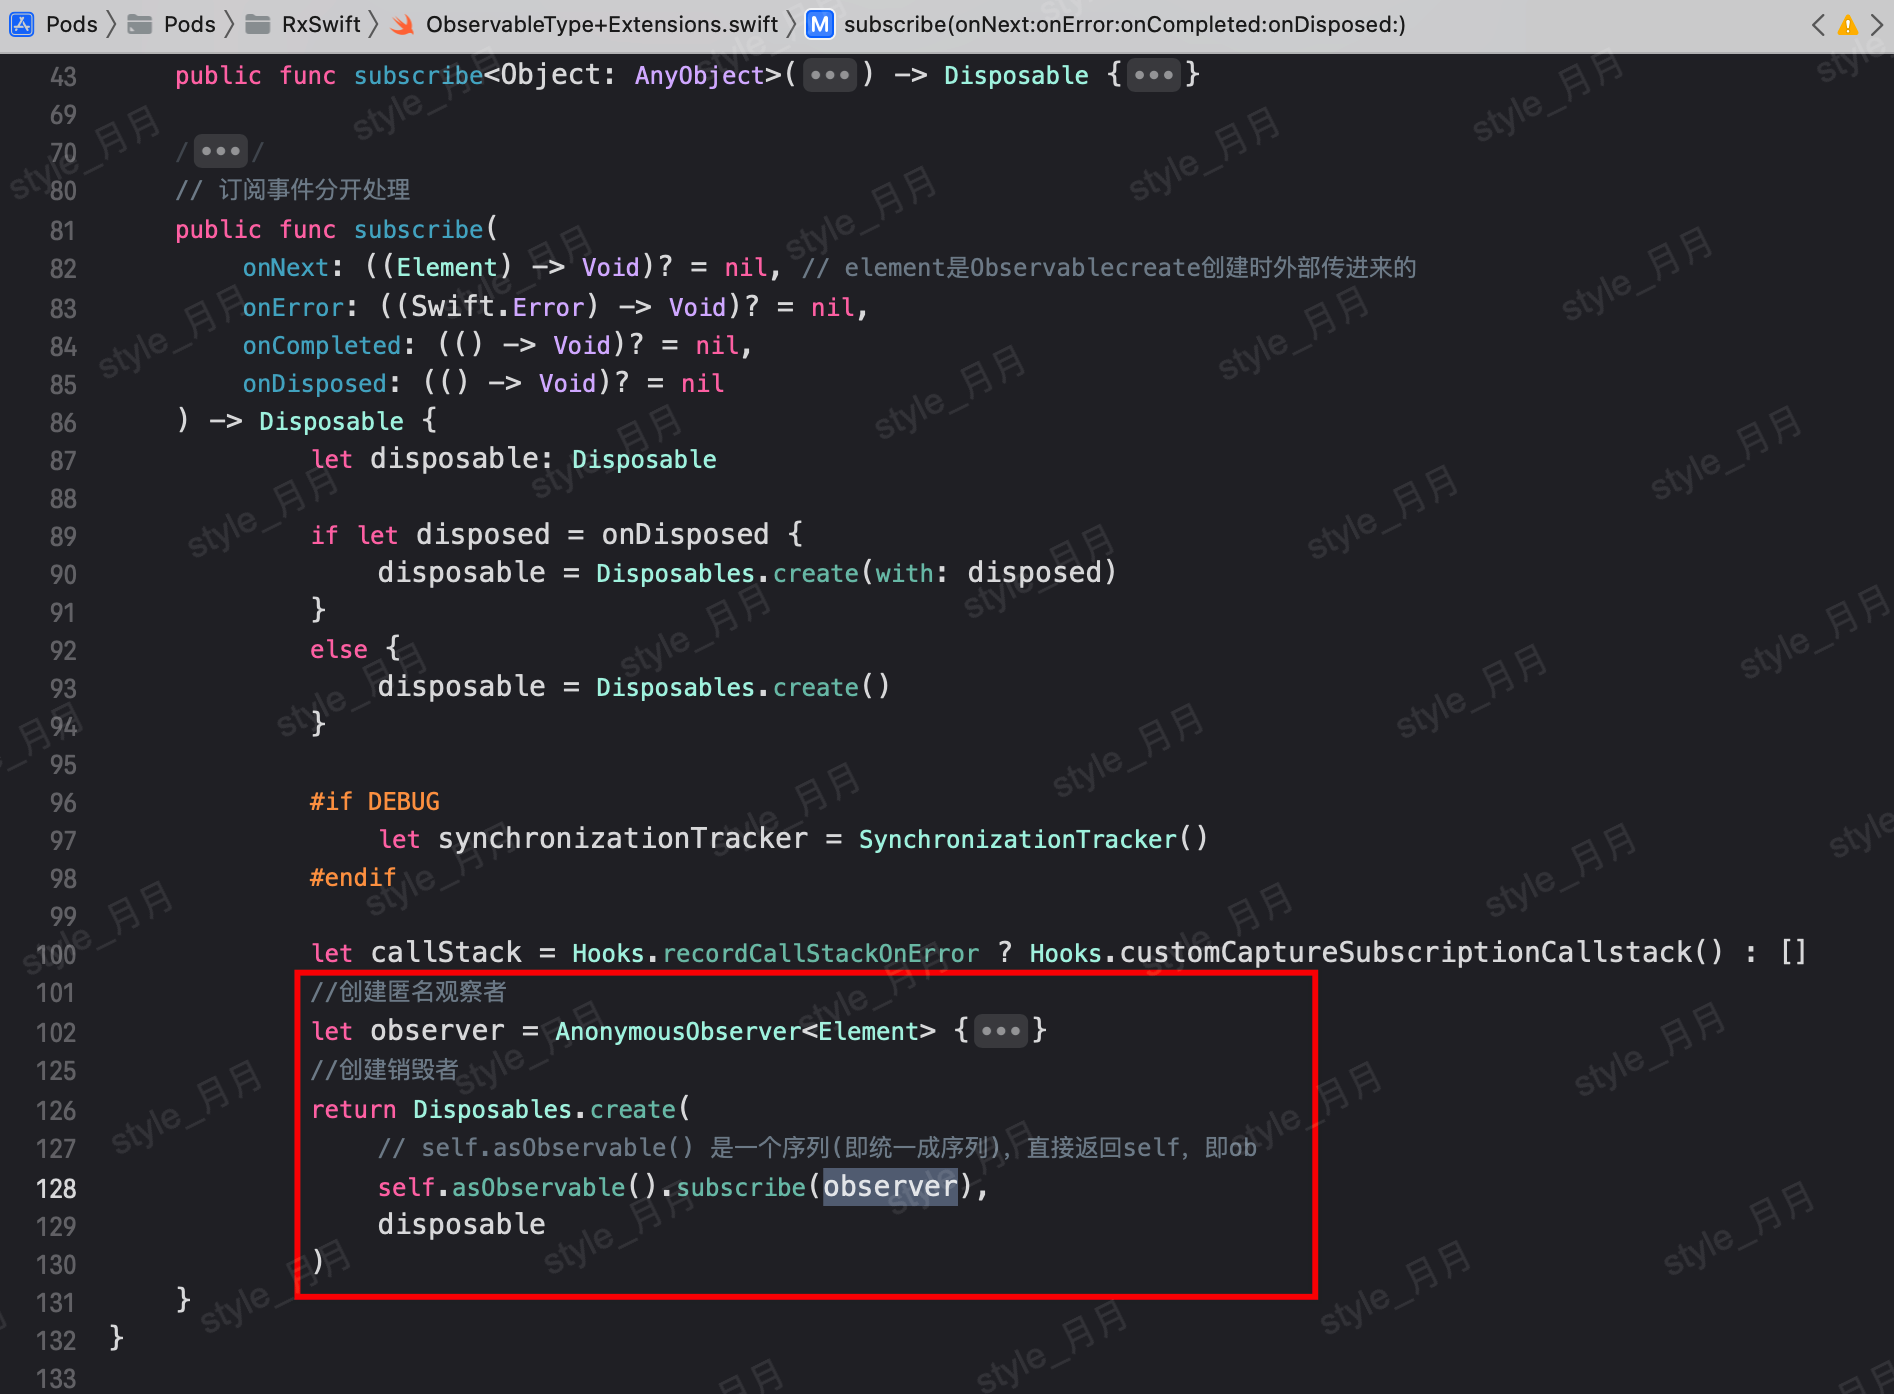 Pods Pods RxSwift ObservableType+Extensions.swift M subscribe(onNext:onError:onCompleted:onDisposed:)
43 public func subscribe<Object: AnyObject>(•••) -> Disposable {•••}
69
70 /•••/
80 // 订阅事件分开处理
81 public func subscribe(
82 onNext: ((Element) -> Void)? = nil, // element是Observablecreate创建时外部传进来的
83 onError: ((Swift.Error) -> Void)? = nil,
84 onCompleted: (() -> Void)? = nil,
85 onDisposed: (() -> Void)? = nil
86 ) -> Disposable {
87 let disposable: Disposable
88
89 if let disposed = onDisposed {
90 disposable = Disposables.create(with: disposed)
91 }
92 else {
93 disposable = Disposables.create()
94 }
95
96 #if DEBUG
97 let synchronizationTracker = SynchronizationTracker()
98 #endif
99
100 let callStack = Hooks.recordCallStackOnError ? Hooks.customCaptureSubscriptionCallstack() : []
101 //创建匿名观察者
102 let observer = AnonymousObserver<Element> {•••}
125 //创建销毁者
126 return Disposables.create(
127 // self.asObservable() 是一个序列(即统一成序列)，直接返回self，即ob
128 self.asObservable().subscribe(observer),
129 disposable
130 )
131 }
132 }
133
style_月月